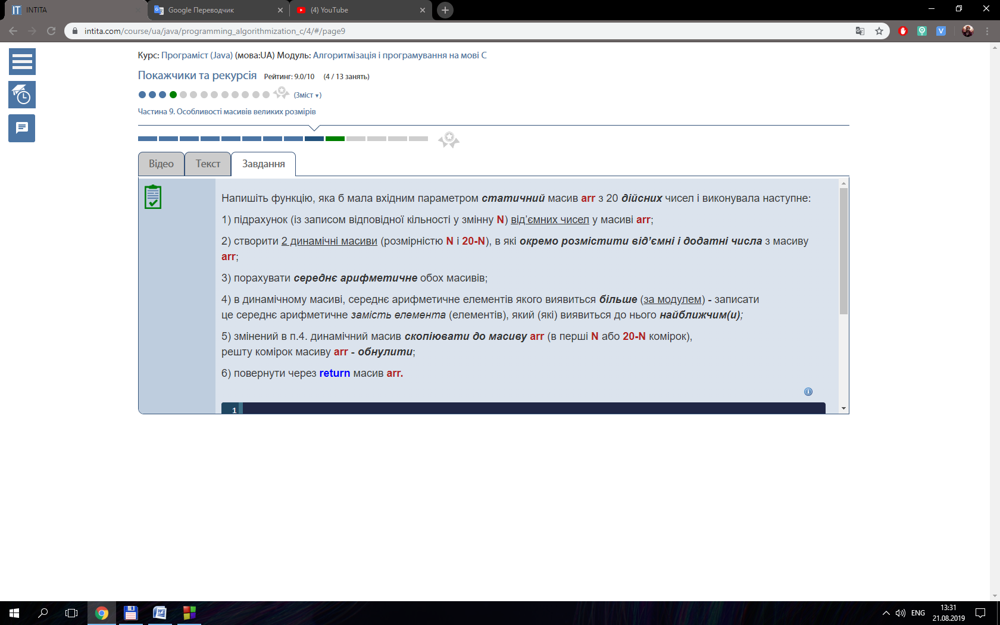 INTITA
Google Переводчик
(4) YouTube
intita.com/course/ua/java/programming_algorithmization_c/4/#/page9
Курс: Програміст (Java) (мова:UA) Модуль: Алгоритмізація і програмування на мові C
Покажчики та рекурсія Рейтинг: 9.0/10 (4 / 13 занять)
(Зміст ▾)
Частина 9. Особливості масивів великих розмірів
Відео Текст Завдання
Напишіть функцію, яка б мала вхідним параметром статичний масив arr з 20 дійсних чисел і виконувала наступне:
1) підрахунок (із записом відповідної кільності у змінну N) від’ємних чисел у масиві arr;
2) створити 2 динамічні масиви (розмірністю N і 20-N), в які окремо розмістити від’ємні і додатні числа з масиву
arr;
3) порахувати середнє арифметичне обох масивів;
4) в динамічному масиві, середнє арифметичне елементів якого виявиться більше (за модулем) - записати
це середнє арифметичне замість елемента (елементів), який (які) виявиться до нього найближчим(и);
5) змінений в п.4. динамічний масив скопіювати до масиву arr (в перші N або 20-N комірок),
решту комірок масиву arr - обнулити;
6) повернути через return масив arr.
1
ENG
13:31
21.08.2019